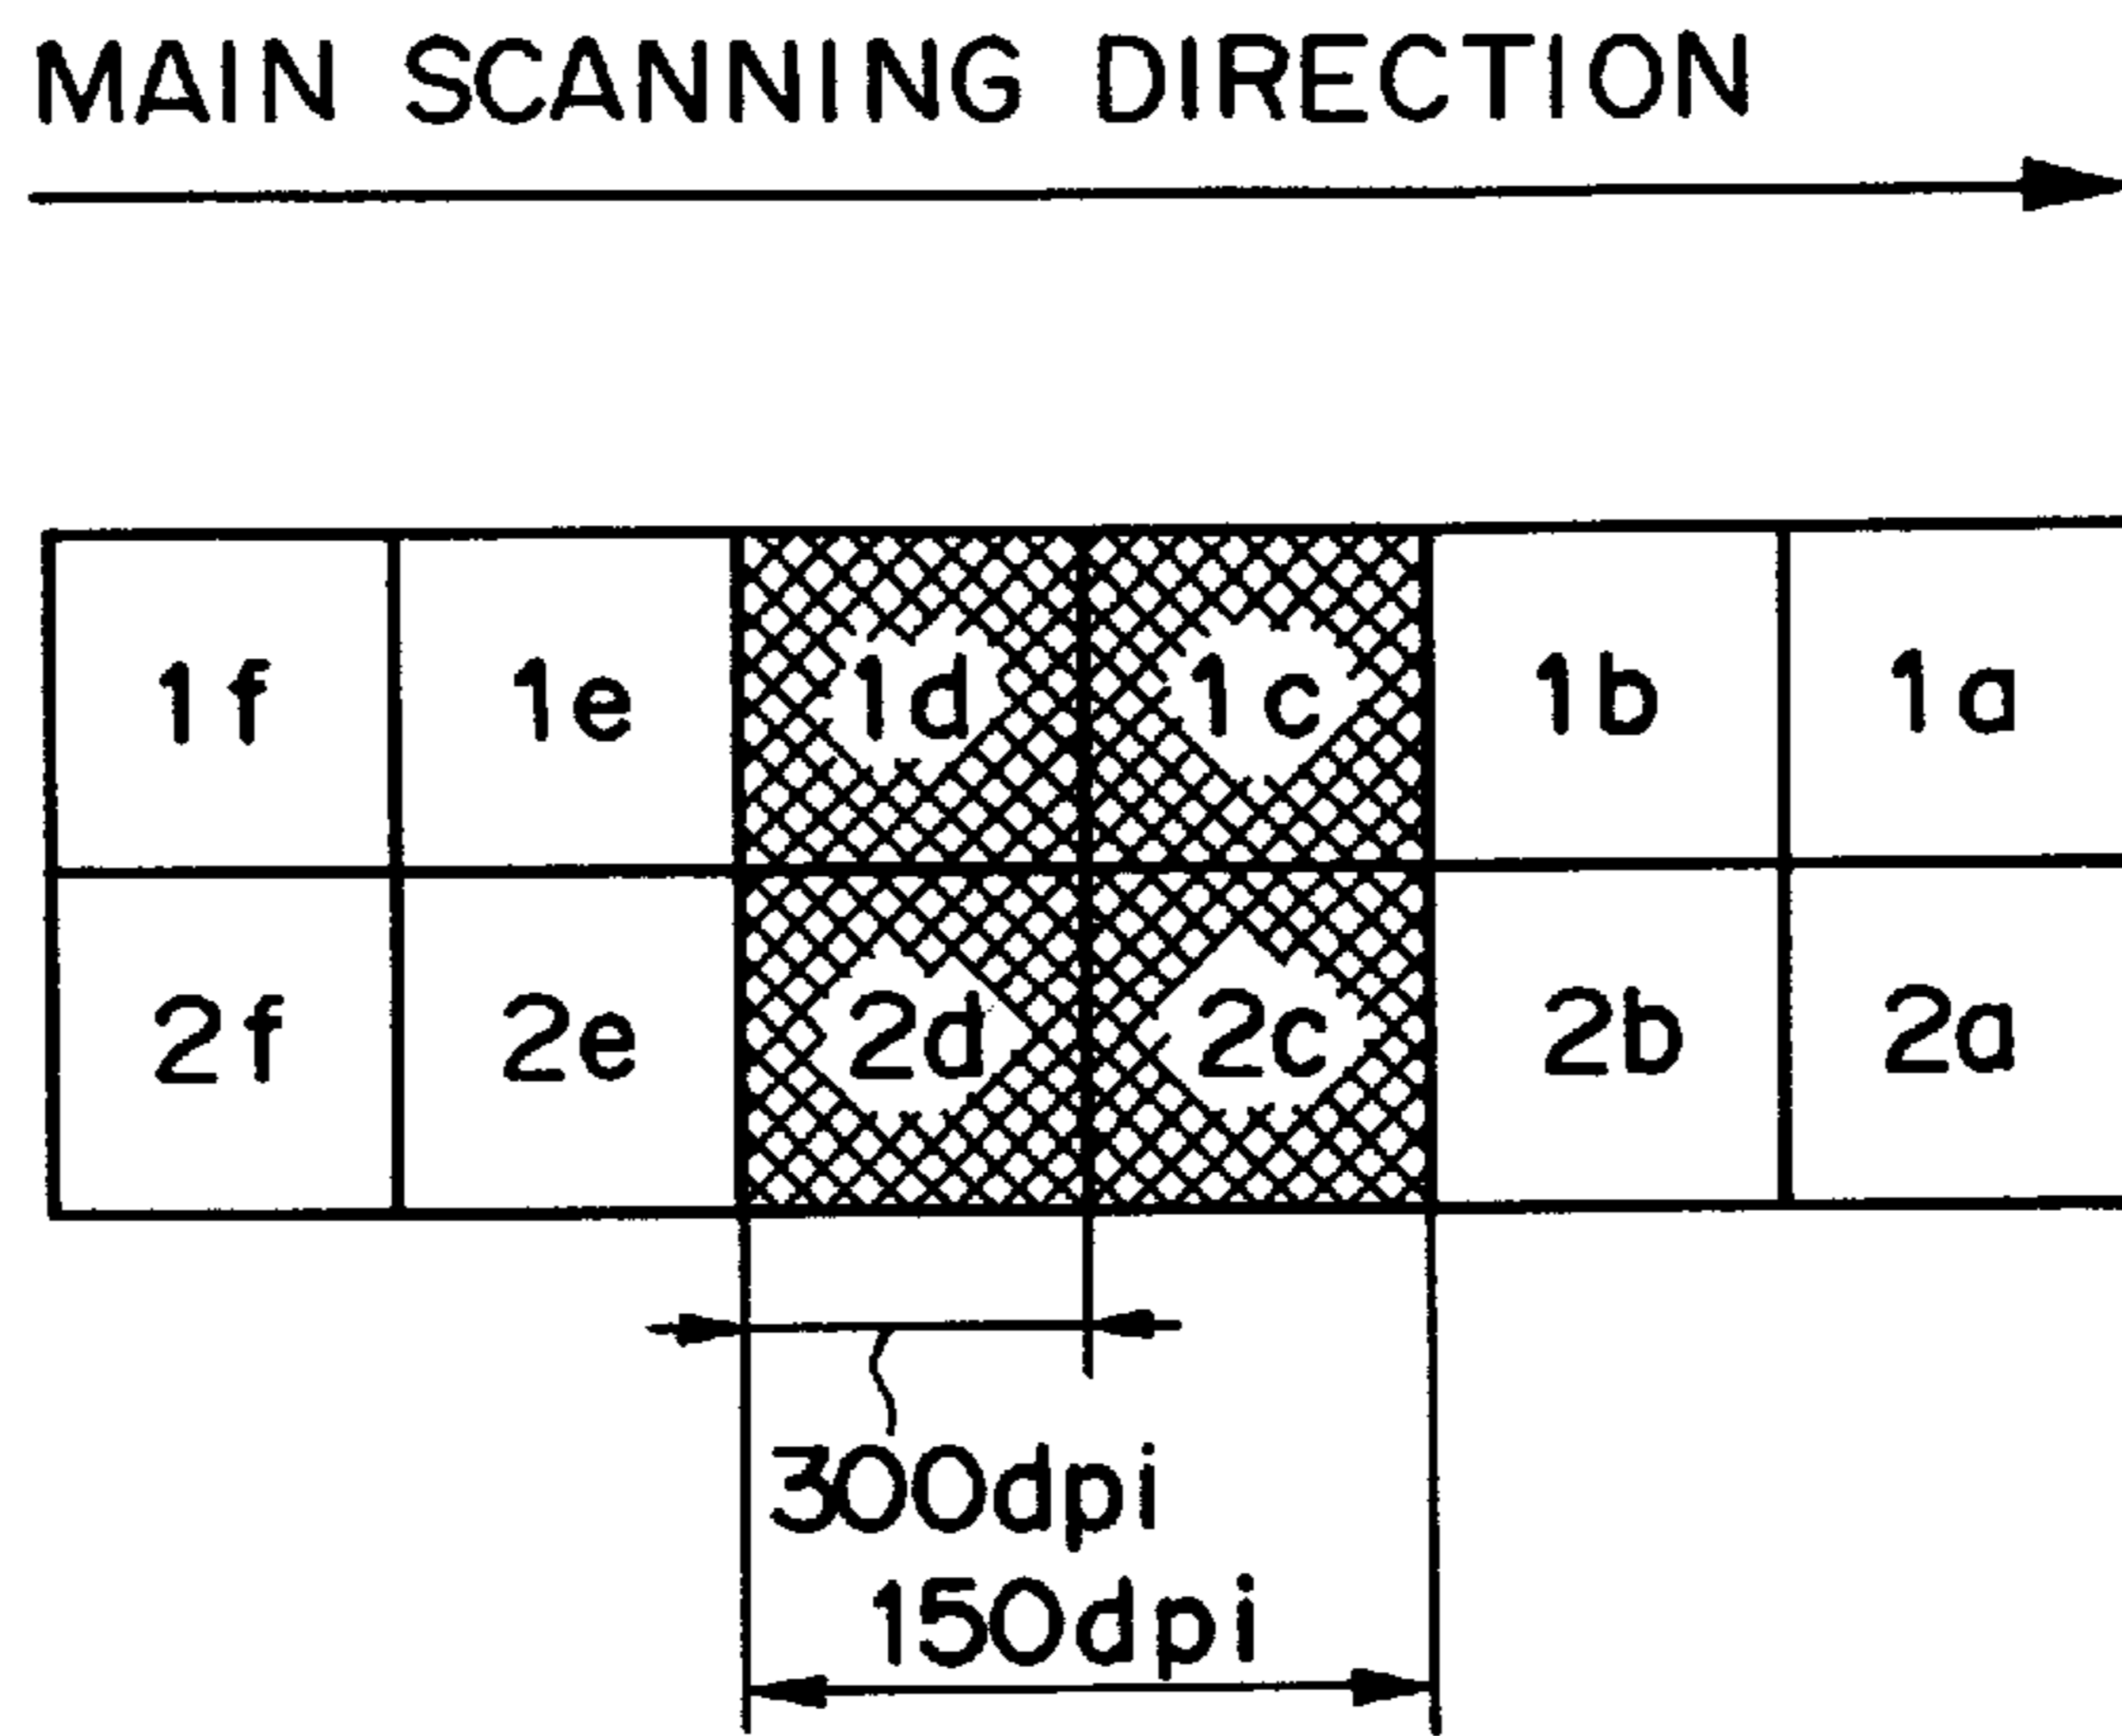 MAIN SCANNING DIRECTION
1f 1e 1d 1c 1b 1a
2f 2e 2d 2c 2b 2a
300dpi
150dpi